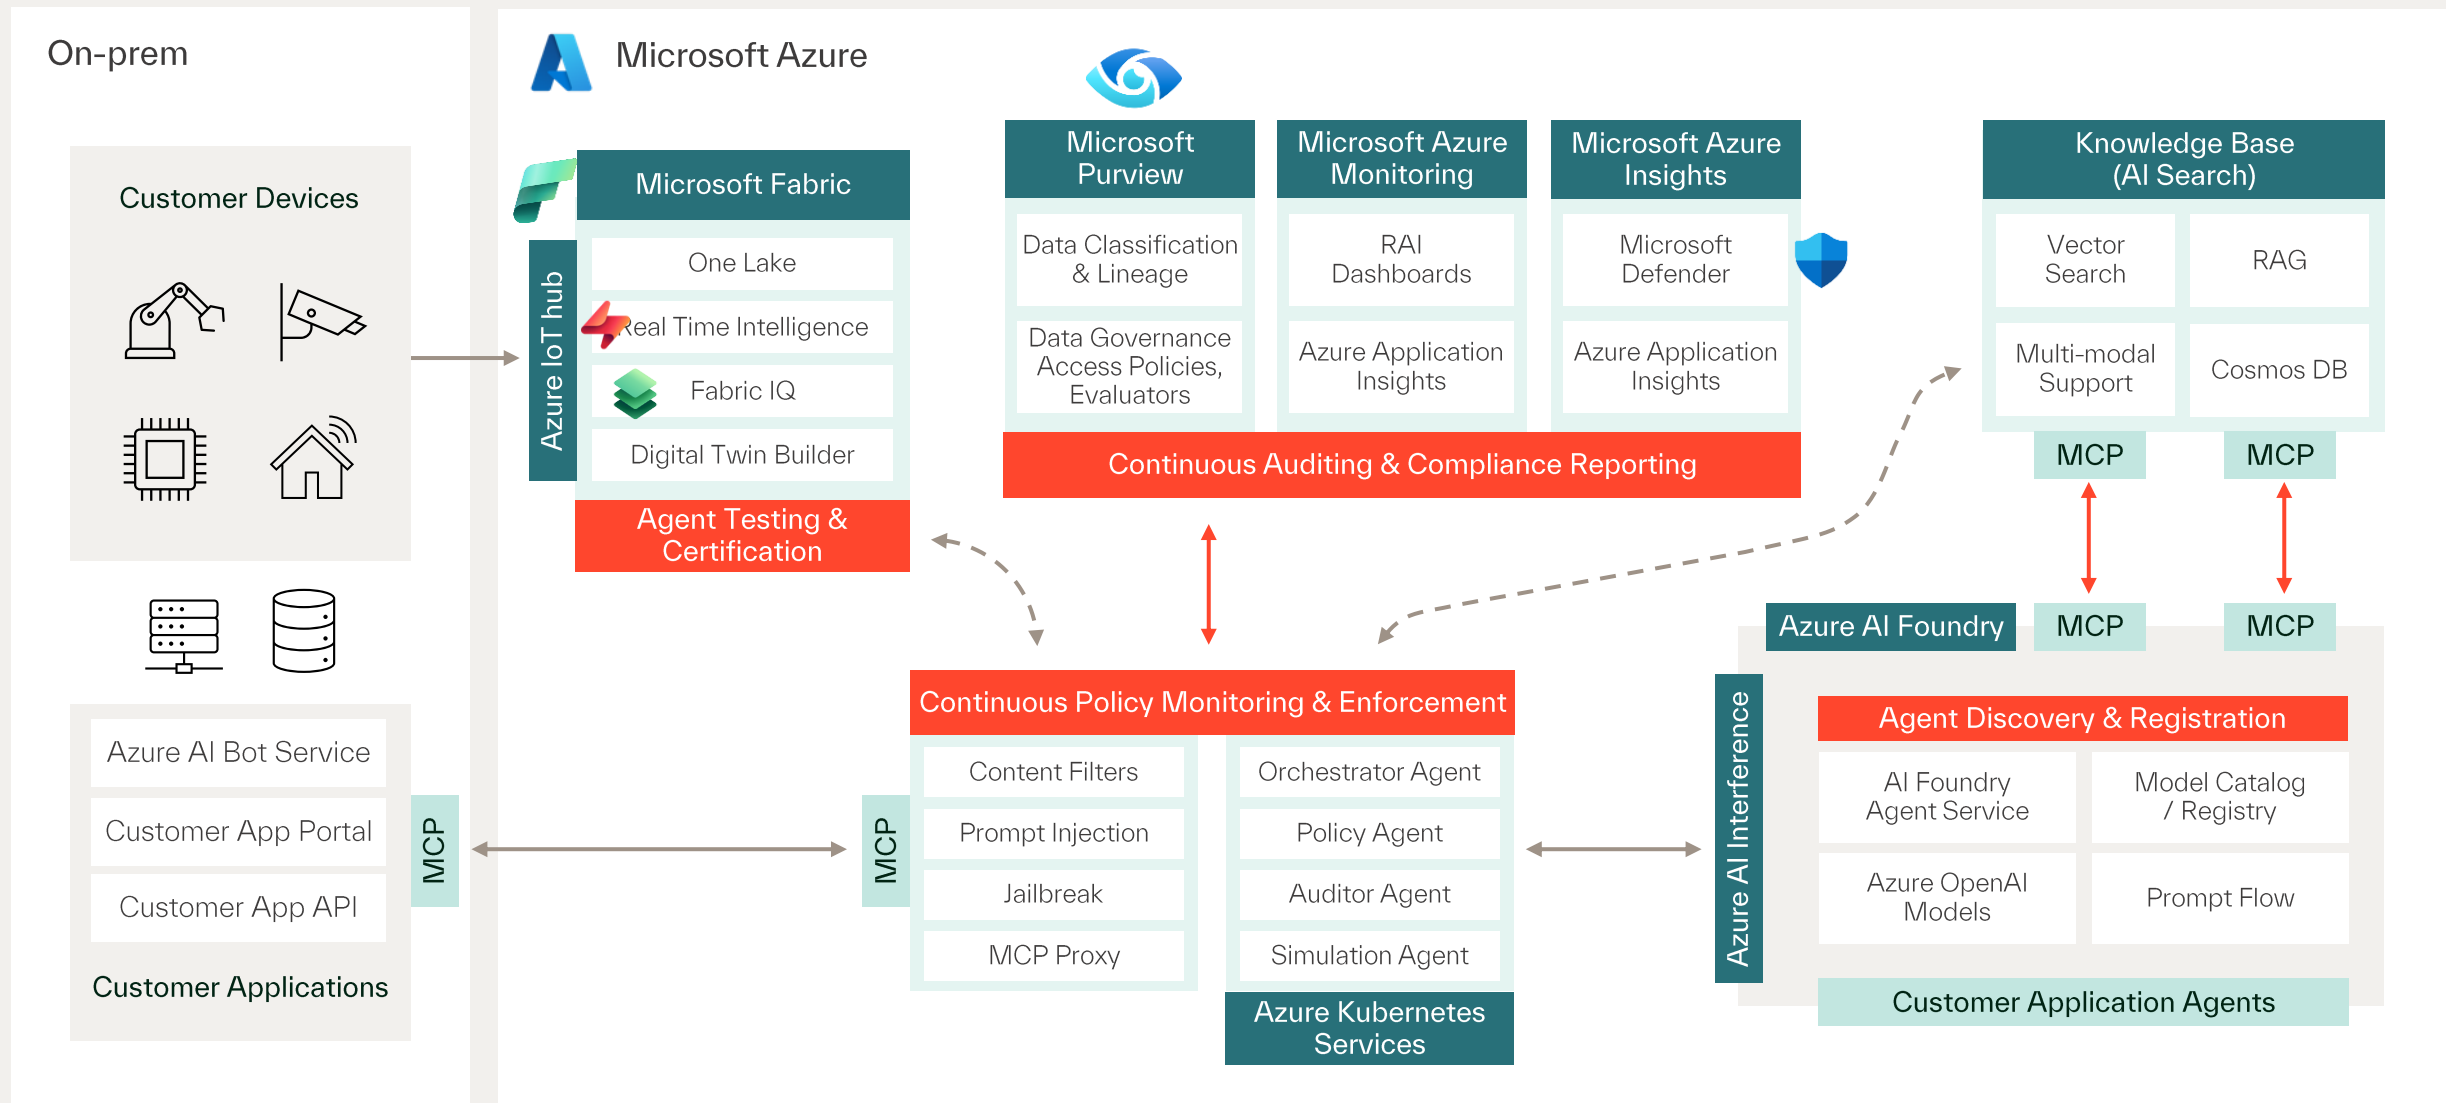 On-prem
Customer Devices
Azure AI Bot Service
Customer App Portal
Customer App API
Customer Applications
MCP
Microsoft Azure
Azure IoT hub
Microsoft Fabric
One Lake
Real Time Intelligence
Fabric IQ
Digital Twin Builder
Agent Testing &
Certification
Microsoft
Purview
Data Classification
& Lineage
Data Governance
Access Policies,
Evaluators
Microsoft Azure
Monitoring
RAI
Dashboards
Azure Application
Insights
Microsoft Azure
Insights
Microsoft
Defender
Azure Application
Insights
Continuous Auditing & Compliance Reporting
Knowledge Base
(AI Search)
Vector
Search
RAG
Multi-modal
Support
Cosmos DB
MCP
MCP
MCP
Continuous Policy Monitoring & Enforcement
Content Filters
Prompt Injection
Jailbreak
MCP Proxy
Orchestrator Agent
Policy Agent
Auditor Agent
Simulation Agent
Azure Kubernetes
Services
Azure AI Foundry
MCP
MCP
Azure AI Interference
Agent Discovery & Registration
AI Foundry
Agent Service
Model Catalog
/ Registry
Azure OpenAI
Models
Prompt Flow
Customer Application Agents